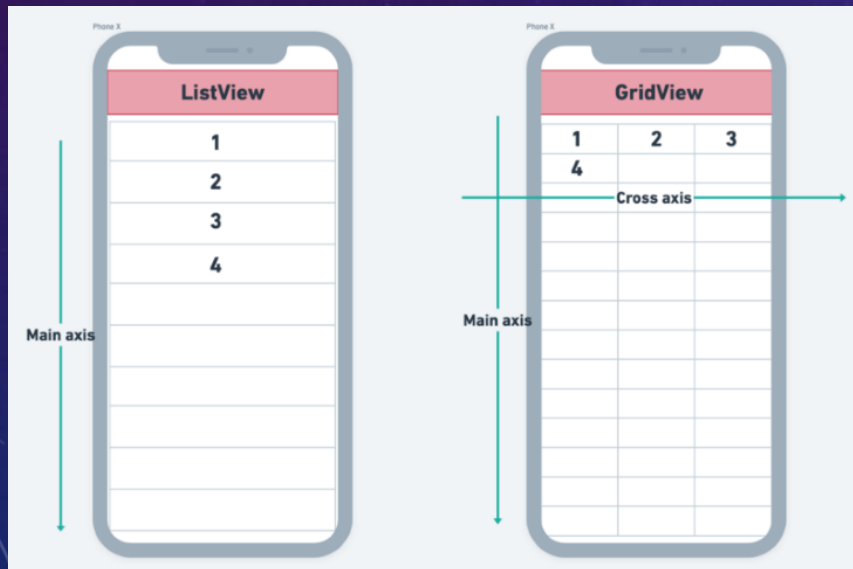 Phone X
ListView
1
2
3
4
Main axis
Phone X
GridView
1 2 3
4
Cross axis
Main axis